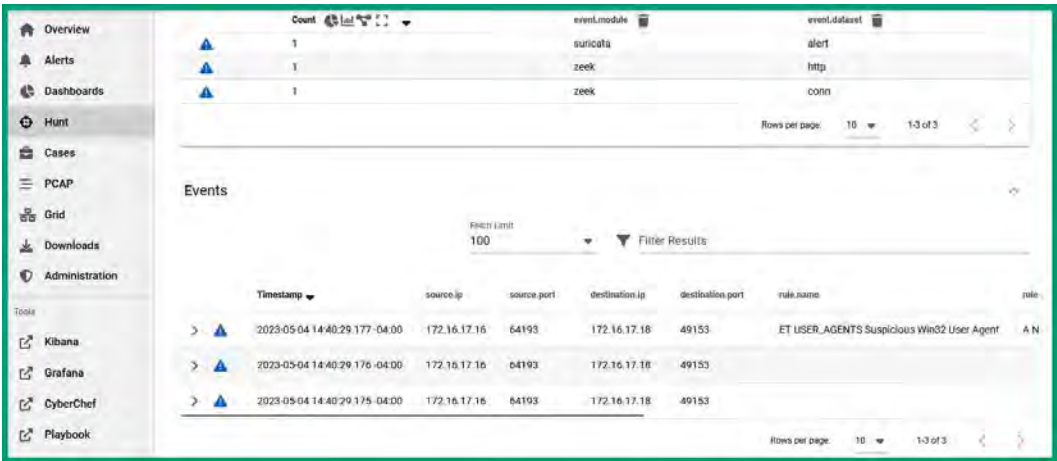 Overview
Alerts
Dashboards
Hunt
Cases
PCAP
Grid
Downloads
Administration
Tools
Kibana
Grafana
CyberChef
Playbook
Count event.module event.dataset
1 suricata alert
1 zeek http
1 zeek conn
Rows per page: 10 1-3 of 3
Events
Fetch Limit
100 Filter Results
Timestamp source.ip source.port destination.ip destination.port rule.name rule
2023-05-04 14:40:29.177 -04:00 172.16.17.16 64193 172.16.17.18 49153 ET USER_AGENTS Suspicious Win32 User Agent A N
2023-05-04 14:40:29.176 -04:00 172.16.17.16 64193 172.16.17.18 49153
2023-05-04 14:40:29.175 -04:00 172.16.17.16 64193 172.16.17.18 49153
Rows per page: 10 1-3 of 3